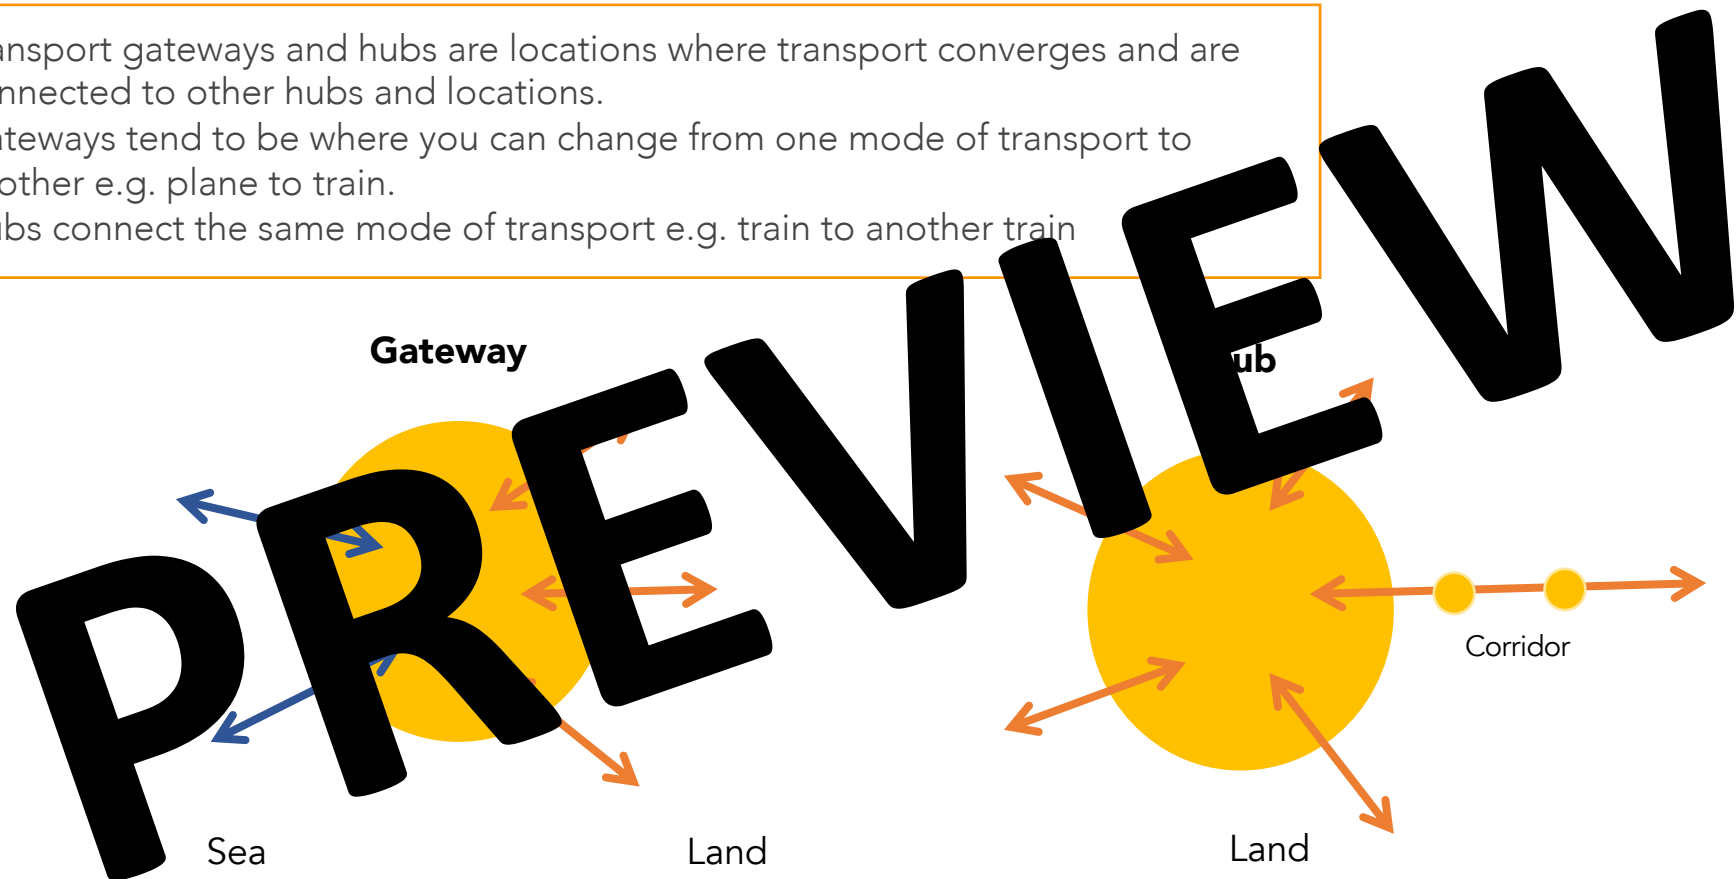 ansport gateways and hubs are locations where transport converges and are
nnected to other hubs and locations.
ateways tend to be where you can change from one mode of transport to
other e.g. plane to train.
ubs connect the same mode of transport e.g. train to another train
PREVIEW
Gateway
ub
Corridor
Sea
Land
Land